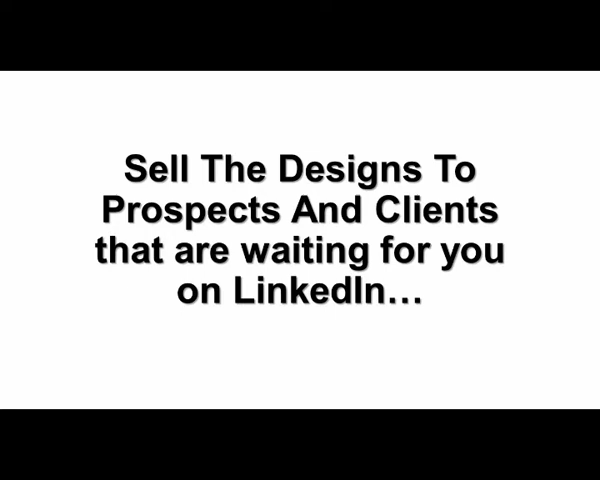 Sell The Designs To
Prospects And Clients
that are waiting for you
on LinkedIn…